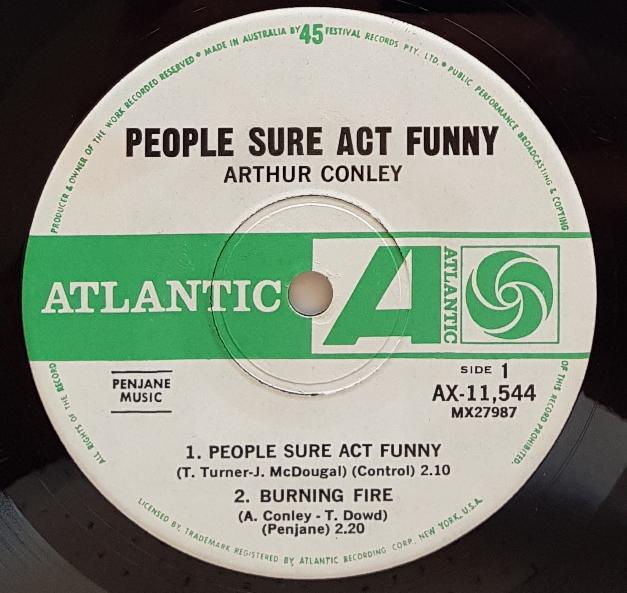 PRODUCER & OWNER OF THE WORK RECORDED RESERVED • MADE IN AUSTRALIA BY 45 FESTIVAL RECORDS PTY. LTD. • PUBLIC PERFORMANCE BROADCASTING & COPYING
PEOPLE SURE ACT FUNNY
ARTHUR CONLEY
ATLANTIC
A
ATLANTIC
PENJANE
MUSIC
SIDE 1
AX-11,544
MX27987
1. PEOPLE SURE ACT FUNNY
(T. Turner-J. McDougal) (Control) 2.10
2. BURNING FIRE
(A. Conley - T. Dowd)
(Penjane) 2.20
ALL RIGHTS OF THE RECORD
OF THIS RECORD PROHIBITED.
LICENSED BY, TRADEMARK REGISTERED BY ATLANTIC RECORDING CORP. NEW YORK, U.S.A.